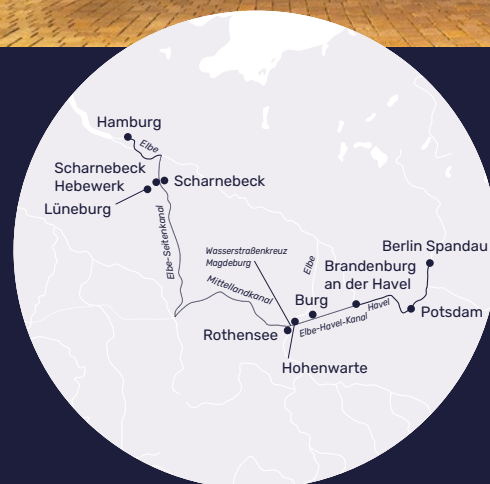 Hamburg
Elbe
Scharnebeck
Hebewerk
Scharnebeck
Lüneburg
Elbe-Seitenkanal
Wasserstraßenkreuz
Magdeburg
Elbe
Berlin Spandau
Brandenburg
an der Havel
Mittellandkanal
Burg
Havel
Potsdam
Elbe-Havel-Kanal
Rothensee
Hohenwarte